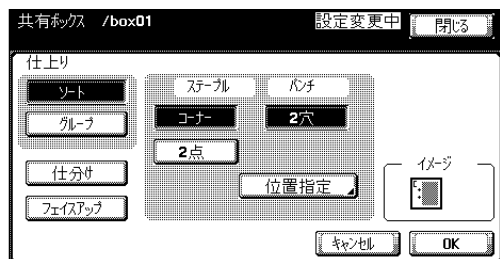 共有ボックス /box01 設定変更中 閉じる
仕上り
ソート ステープル パンチ
グループ コーナー 2穴
仕分け 2点
フェイスアップ 位置指定 イメージ
キャンセル OK